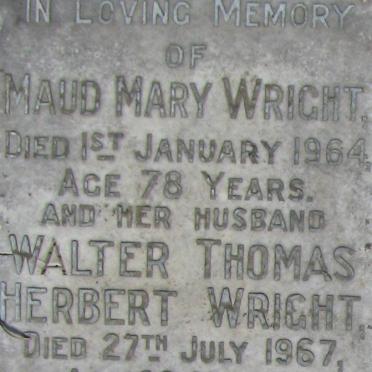 IN LOVING MEMORY
OF
MAUD MARY WRIGHT,
DIED 1ST JANUARY 1964,
AGE 78 YEARS.
AND HER HUSBAND
WALTER THOMAS
HERBERT WRIGHT,
DIED 27TH JULY 1967,